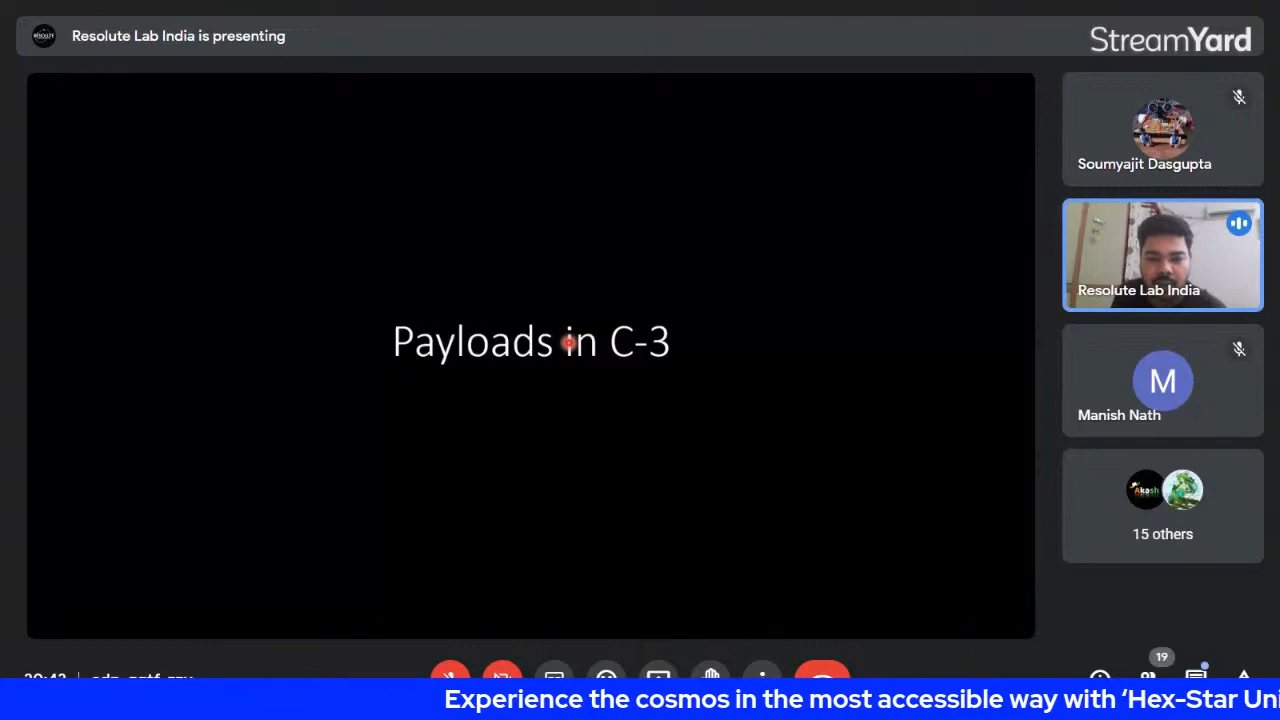 Resolute Lab India is presenting
StreamYard
Soumyajit Dasgupta
Resolute Lab India
Payloads in C-3
M
Manish Nath
Akash
15 others
19
Experience the cosmos in the most accessible way with ‘Hex-Star Uni